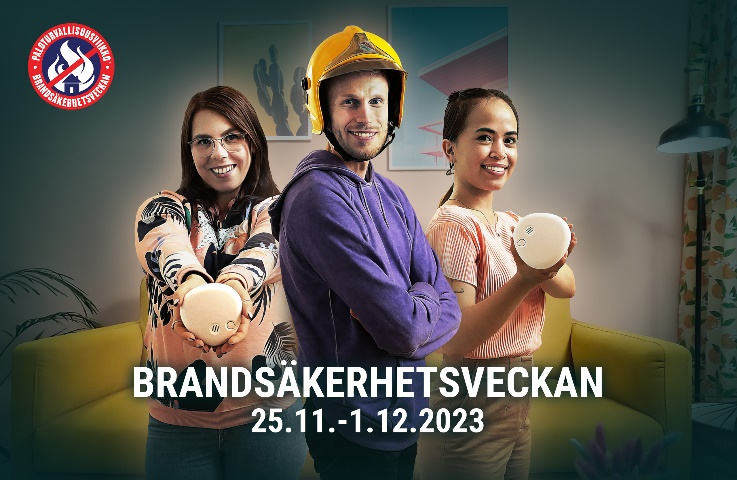 PALOTURVALLISUUSVIIKKO
BRANDSÄKERHETSVECKAN
BRANDSÄKERHETSVECKAN
25.11.-1.12.2023